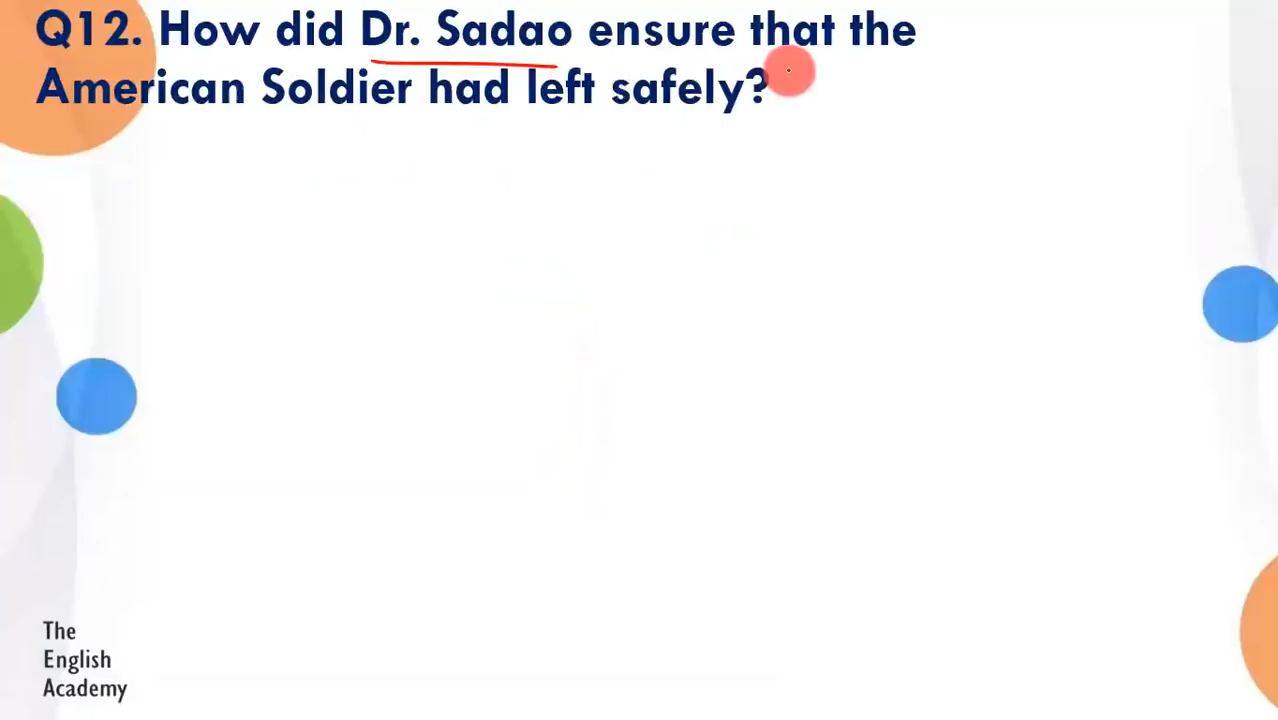 Q12. How did Dr. Sadao ensure that the
American Soldier had left safely?
The
English
Academy